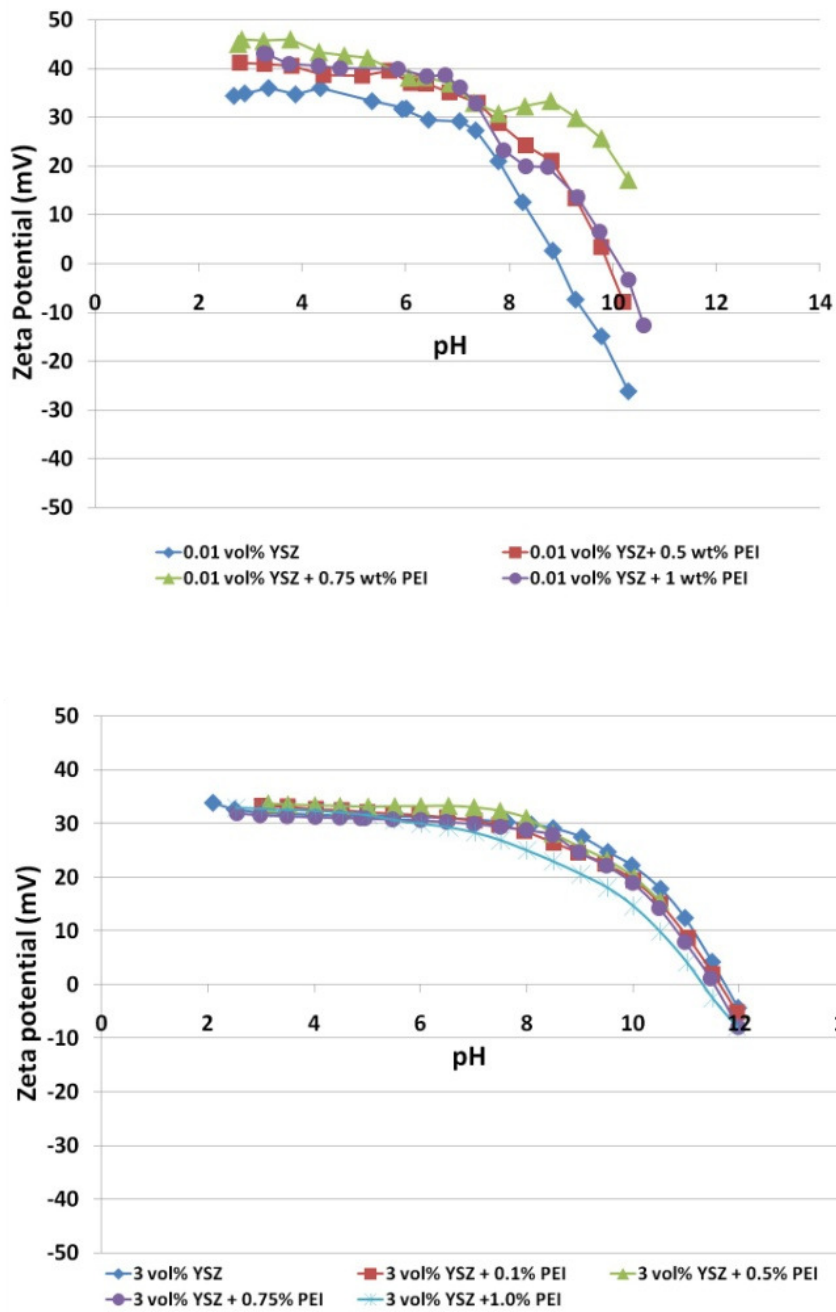 50
40
30
20
10
0
-10
-20
-30
-40
-50
0 2 4 6 8 10 12 14
Zeta Potential (mV)
pH
0.01 vol% YSZ 0.01 vol% YSZ+ 0.5 wt% PEI
0.01 vol% YSZ + 0.75 wt% PEI 0.01 vol% YSZ + 1 wt% PEI
50
40
30
20
10
0
-10
-20
-30
-40
-50
0 2 4 6 8 10 12
Zeta potential (mV)
pH
3 vol% YSZ 3 vol% YSZ + 0.1% PEI 3 vol% YSZ + 0.5% PEI
3 vol% YSZ + 0.75% PEI 3 vol% YSZ +1.0% PEI